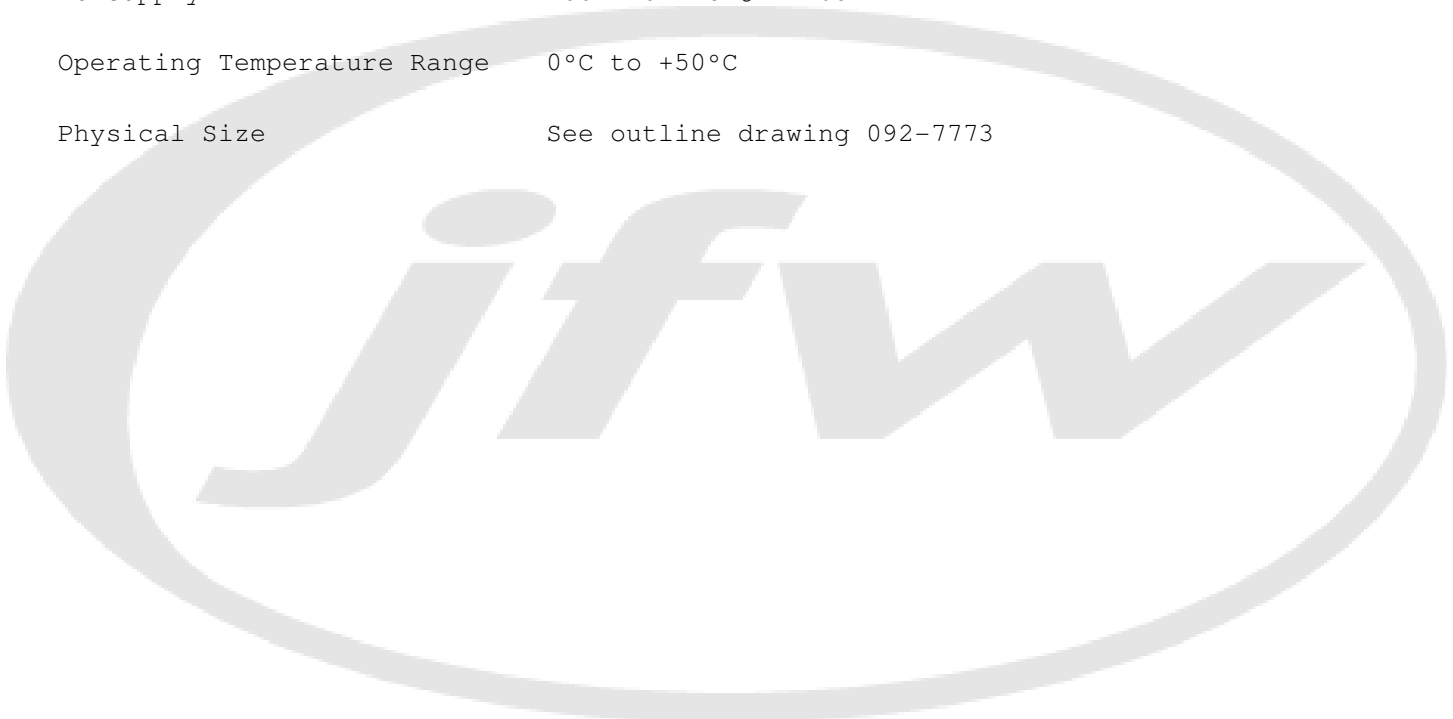 Operating Temperature Range 0°C to +50°C
Physical Size See outline drawing 092-7773
jfw